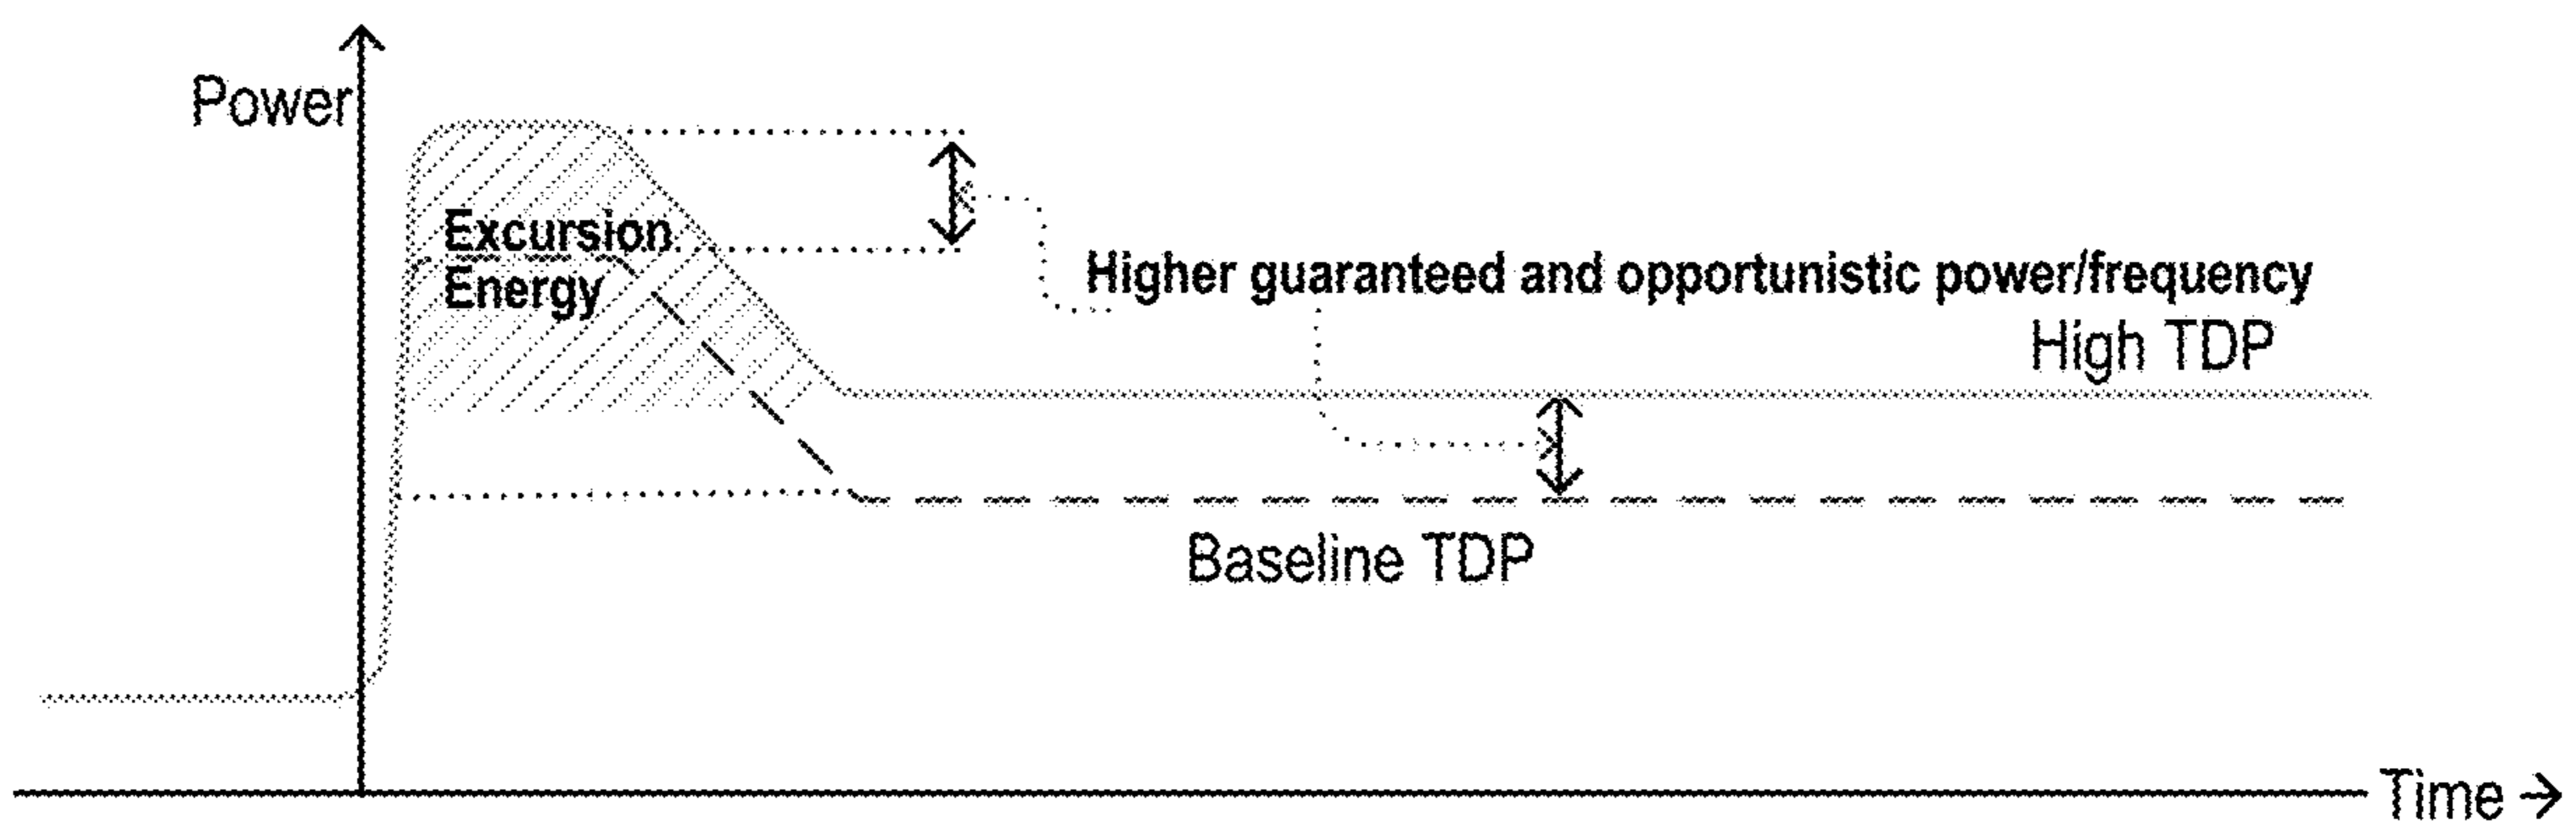 Power
Excursion
Energy
Higher guaranteed and opportunistic power/frequency
High TDP
Baseline TDP
Time →